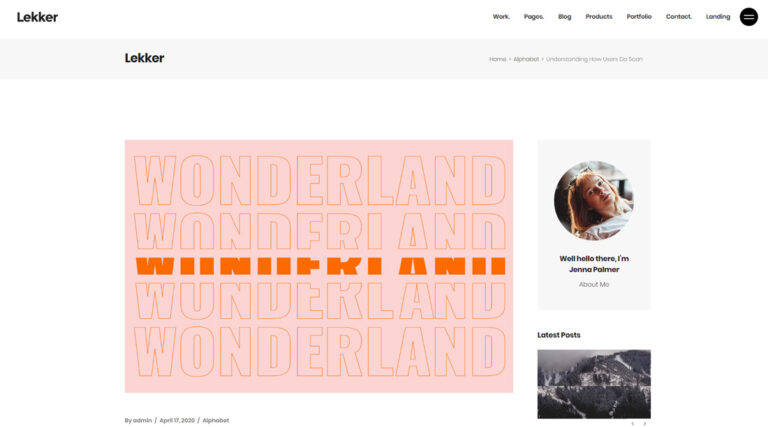 Lekker
Work. Pages. Blog Products Portfolio Contact. Landing
Lekker
Home > Alphabet > Understanding How Users Do Scan
WONDERLAND
WONDERLAND
WONDERLAND
WONDERLAND
WONDERLAND
Well hello there, I'm
Jenna Palmer
About Me
Latest Posts
By admin / April 17, 2020 / Alphabet